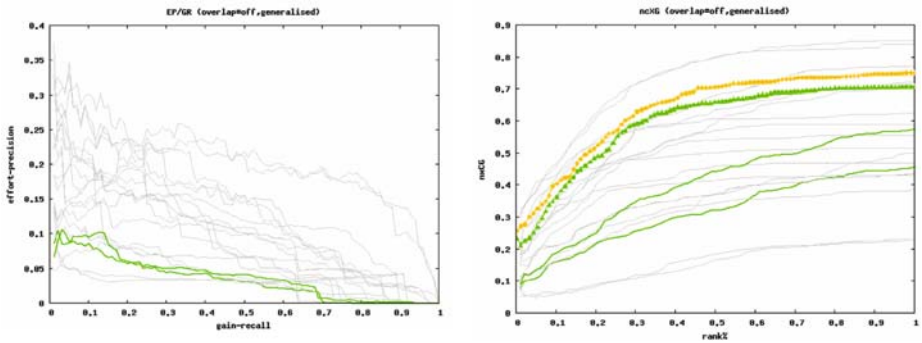 EP/GR (overlap=off,generalised)
0.4
0.35
0.3
0.25
0.2
0.15
0.1
0.05
0
effort-precision
0 0.1 0.2 0.3 0.4 0.5 0.6 0.7 0.8 0.9 1
gain-recall
ncXG (overlap=off,generalised)
0.9
0.8
0.7
0.6
0.5
0.4
0.3
0.2
0.1
0
nxCG
0 0.1 0.2 0.3 0.4 0.5 0.6 0.7 0.8 0.9 1
rank%